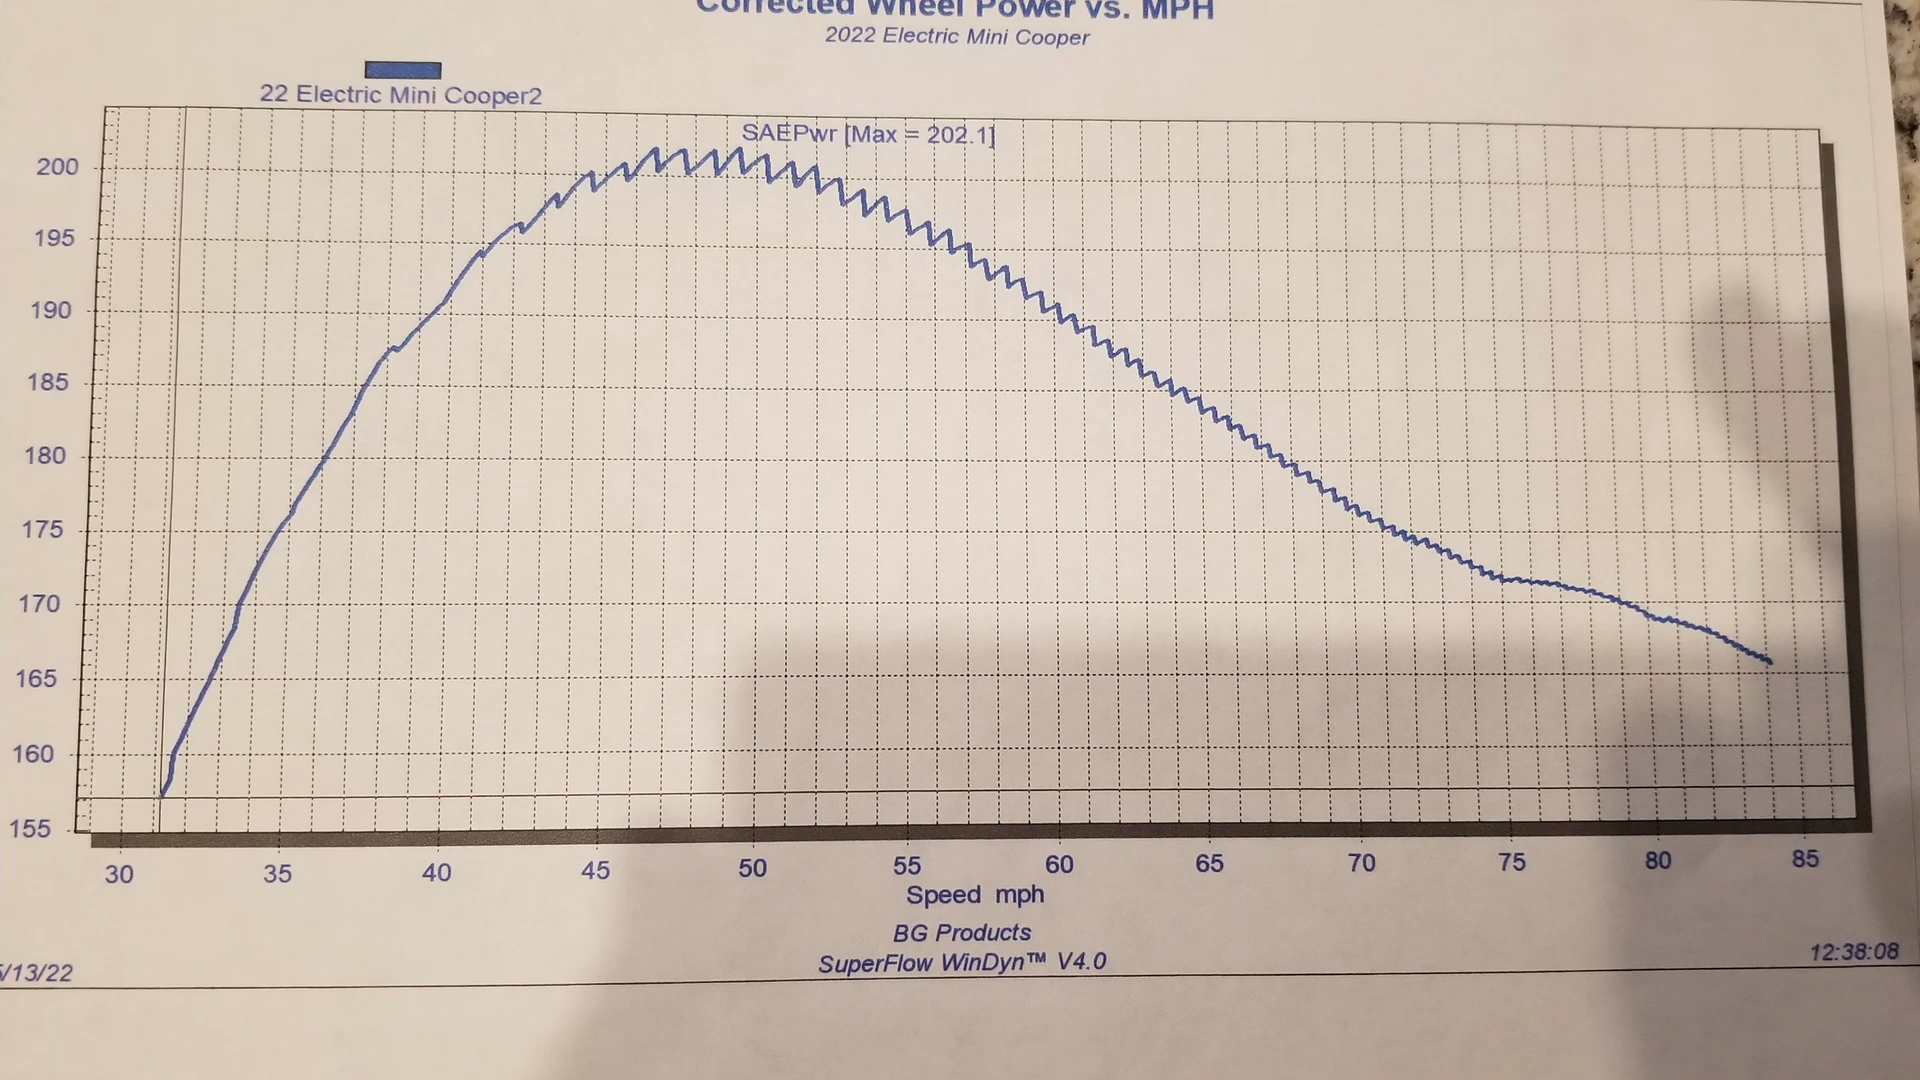 Corrected Wheel Power vs. MPH
2022 Electric Mini Cooper
22 Electric Mini Cooper2
SAEPwr [Max = 202.1]
200
195
190
185
180
175
170
165
160
155
30 35 40 45 50 55 60 65 70 75 80 85
Speed mph
BG Products
SuperFlow WinDyn™ V4.0
/13/22
12:38:08